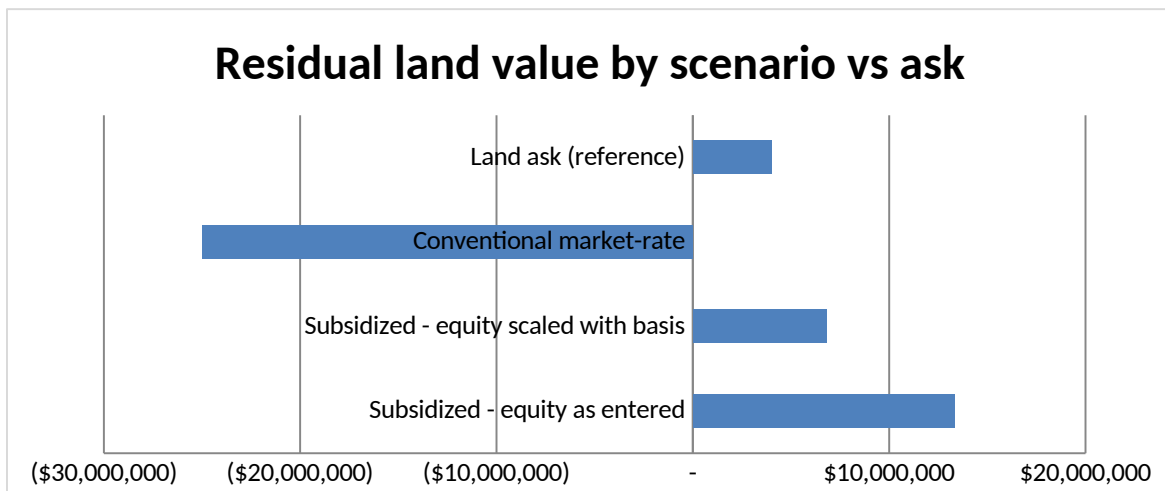 Residual land value by scenario vs ask
Land ask (reference)
Conventional market-rate
Subsidized - equity scaled with basis
Subsidized - equity as entered
($30,000,000) ($20,000,000) ($10,000,000) - $10,000,000 $20,000,000